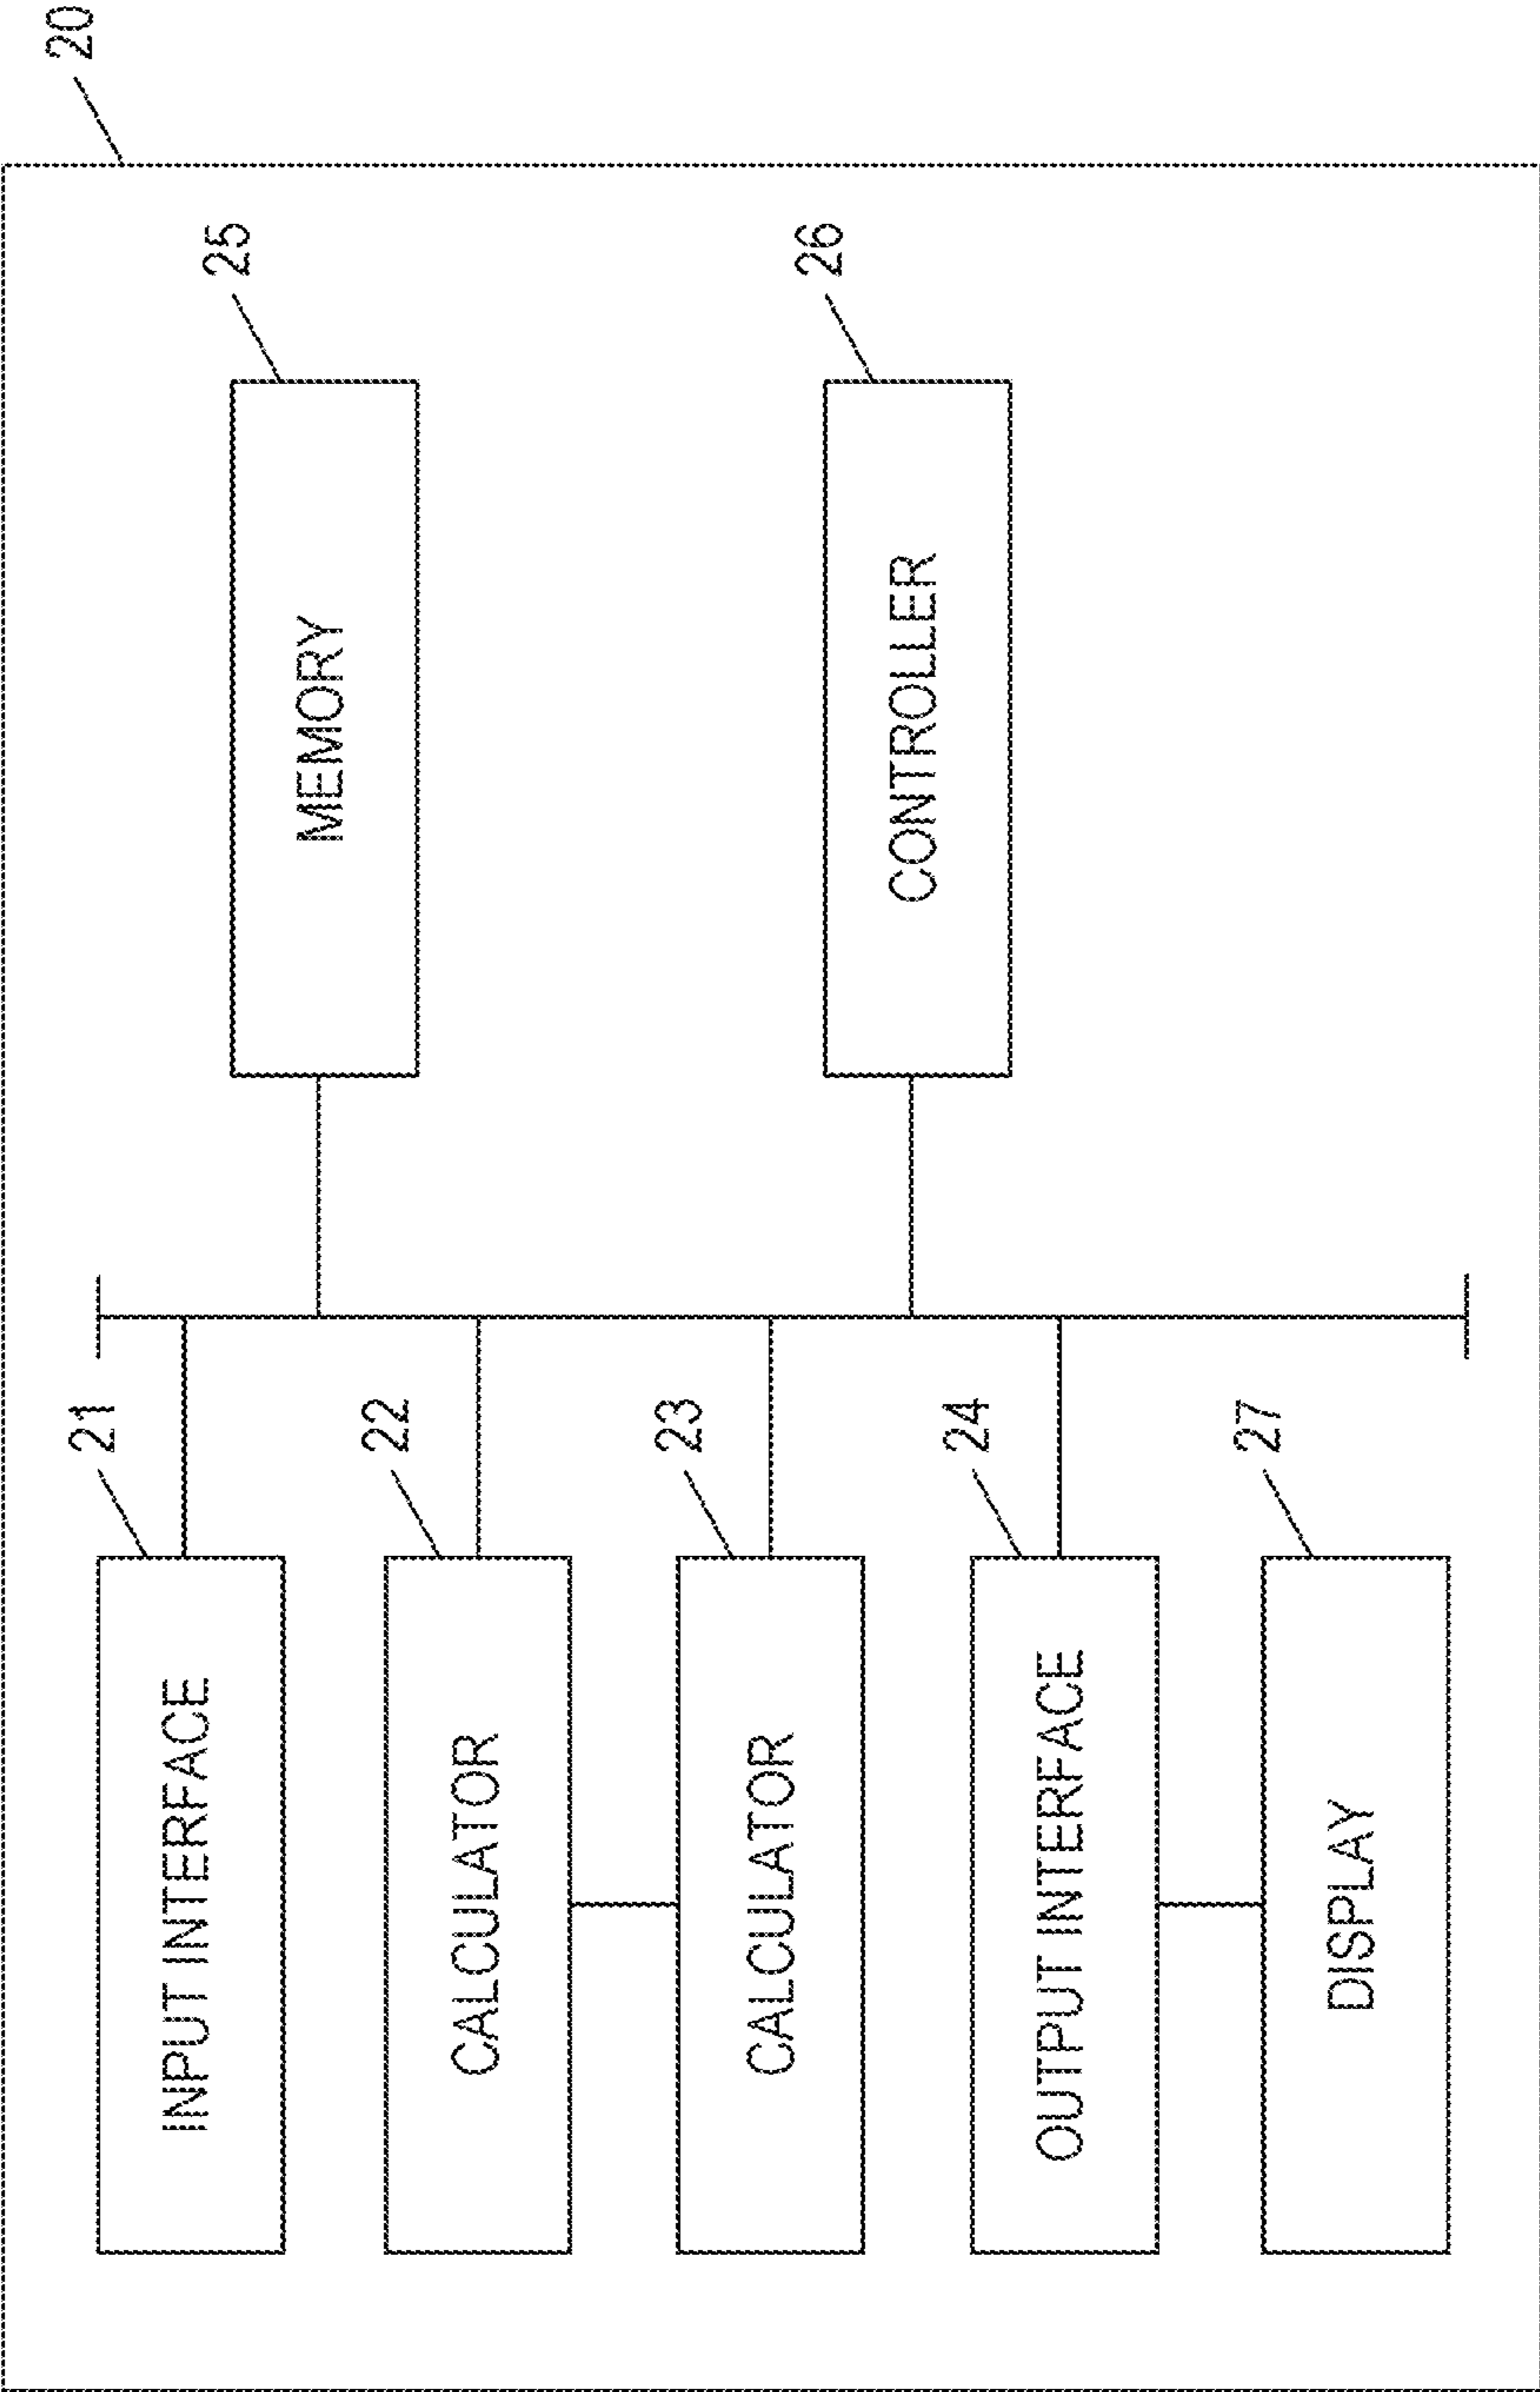 20
21
INPUT INTERFACE
25
MEMORY
22
CALCULATOR
23
CALCULATOR
26
CONTROLLER
24
OUTPUT INTERFACE
27
DISPLAY